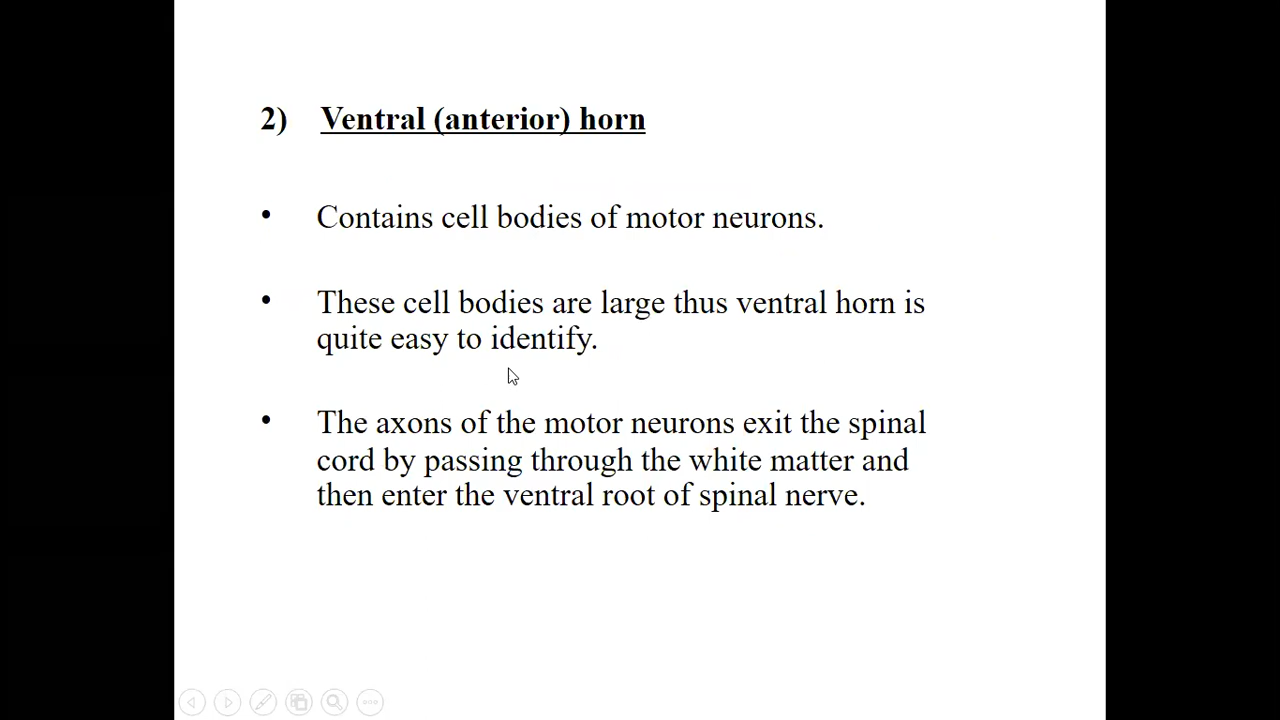 2) Ventral (anterior) horn
• Contains cell bodies of motor neurons.
• These cell bodies are large thus ventral horn is
quite easy to identify.
• The axons of the motor neurons exit the spinal
cord by passing through the white matter and
then enter the ventral root of spinal nerve.